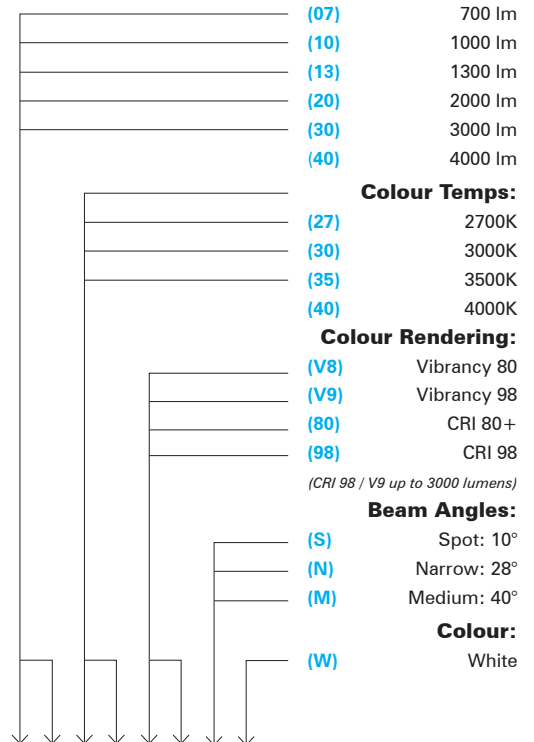 (07) 700 lm
(10) 1000 lm
(13) 1300 lm
(20) 2000 lm
(30) 3000 lm
(40) 4000 lm
Colour Temps:
(27) 2700K
(30) 3000K
(35) 3500K
(40) 4000K
Colour Rendering:
(V8) Vibrancy 80
(V9) Vibrancy 98
(80) CRI 80+
(98) CRI 98
(CRI 98 / V9 up to 3000 lumens)
Beam Angles:
(S) Spot: 10°
(N) Narrow: 28°
(M) Medium: 40°
Colour:
(W) White